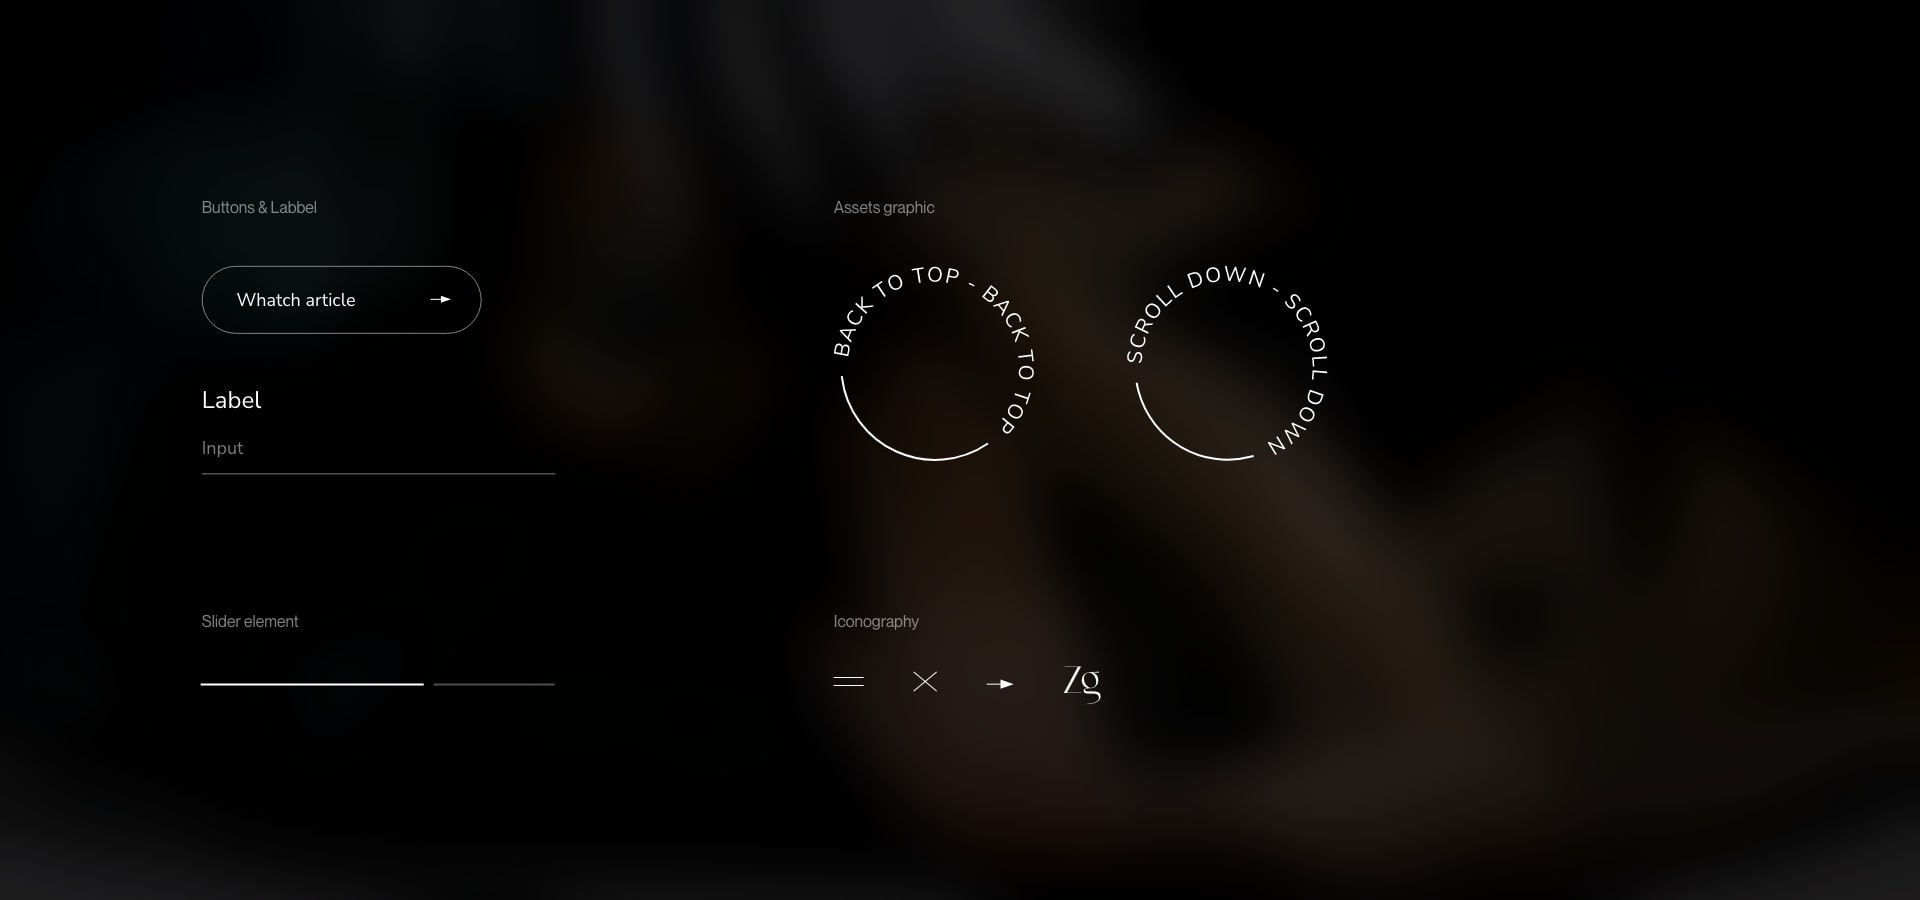 Buttons & Labbel
Whatch article
Label
Input
Assets graphic
BACK TO TOP - BACK TO TOP
SCROLL DOWN - SCROLL DOWN
Slider element
Iconography
Zg